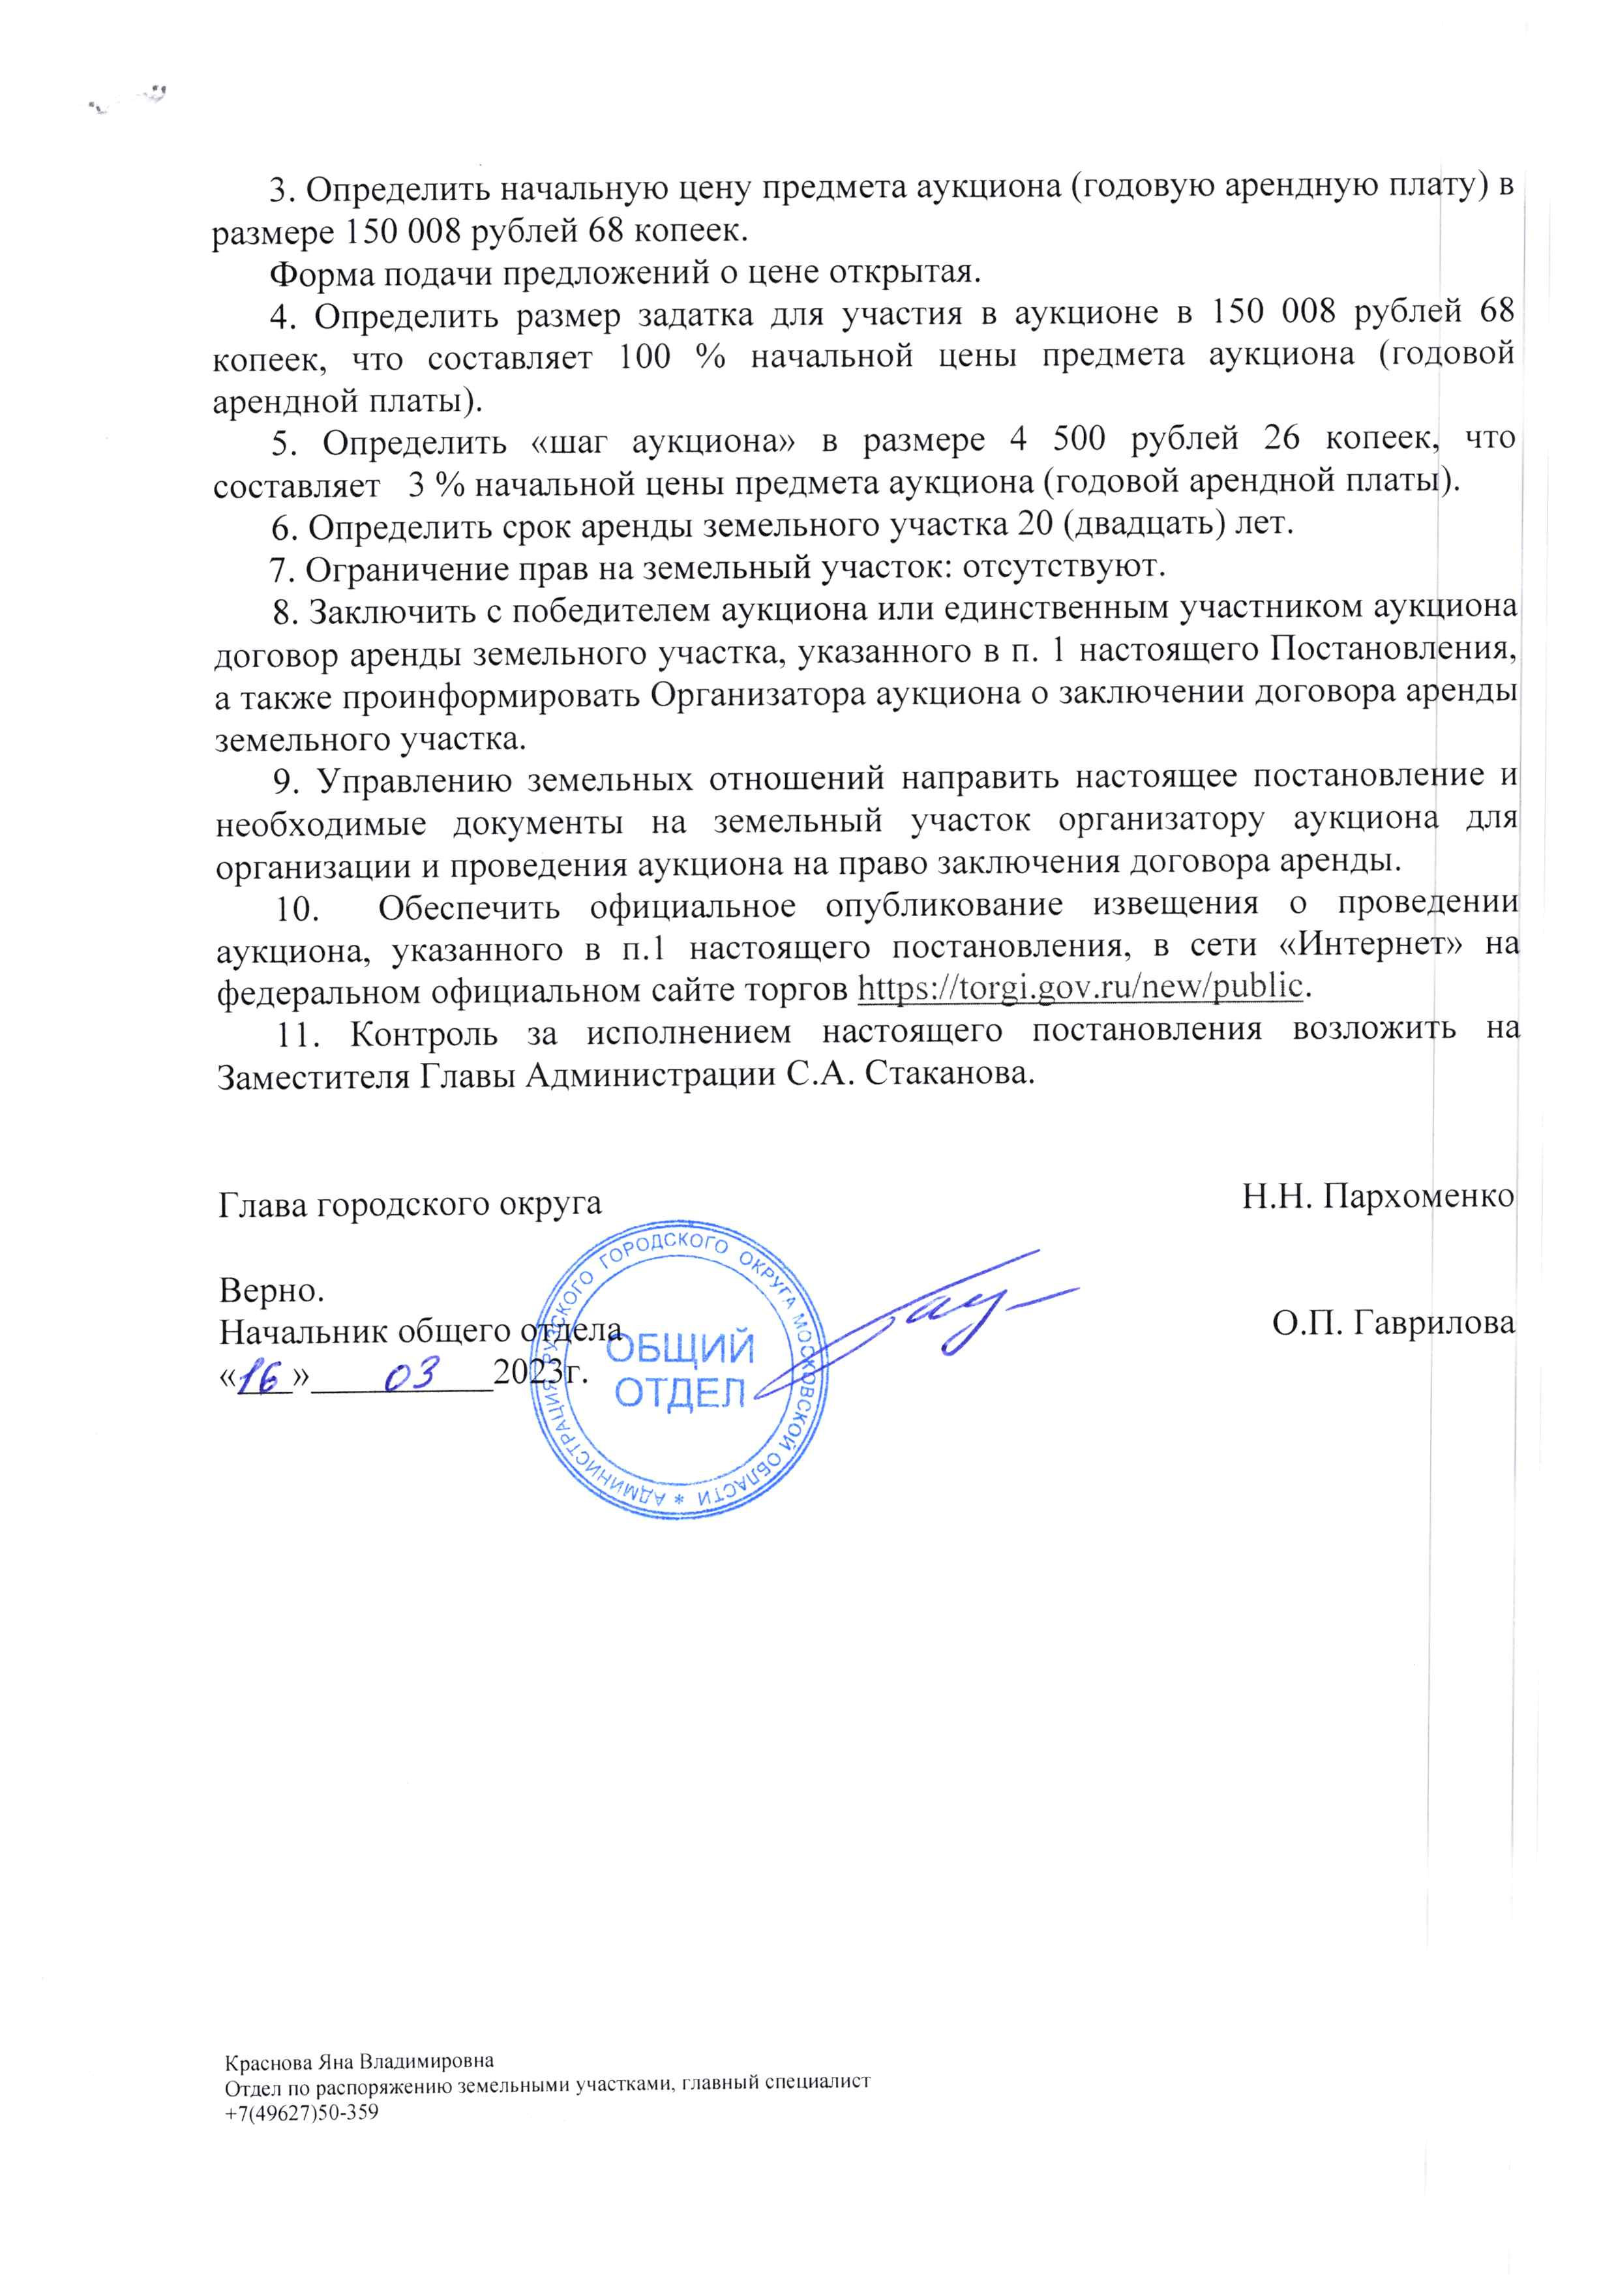 3. Определить начальную цену предмета аукциона (годовую арендную плату) в
размере 150 008 рублей 68 копеек.
Форма подачи предложений о цене открытая.
4. Определить размер задатка для участия в аукционе в 150 008 рублей 68
копеек, что составляет 100 % начальной цены предмета аукциона (годовой
арендной платы).
5. Определить «шаг аукциона» в размере 4 500 рублей 26 копеек, что
составляет 3 % начальной цены предмета аукциона (годовой арендной платы).
6. Определить срок аренды земельного участка 20 (двадцать) лет.
7. Ограничение прав на земельный участок: отсутствуют.
8. Заключить с победителем аукциона или единственным участником аукциона
договор аренды земельного участка, указанного в п. 1 настоящего Постановления,
а также проинформировать Организатора аукциона о заключении договора аренды
земельного участка.
9. Управлению земельных отношений направить настоящее постановление и
необходимые документы на земельный участок организатору аукциона для
организации и проведения аукциона на право заключения договора аренды.
10. Обеспечить официальное опубликование извещения о проведении
аукциона, указанного в п.1 настоящего постановления, в сети «Интернет» на
федеральном официальном сайте торгов https://torgi.gov.ru/new/public.
11. Контроль за исполнением настоящего постановления возложить на
Заместителя Главы Администрации С.А. Стаканова.
Глава городского округа Н.Н. Пархоменко
Верно.
Начальник общего отдела О.П. Гаврилова
«16» 03 2023г.
АДМИНИСТРАЦИЯ РУЗСКОГО ГОРОДСКОГО ОКРУГА МОСКОВСКОЙ ОБЛАСТИ *
ОБЩИЙ
ОТДЕЛ
Краснова Яна Владимировна
Отдел по распоряжению земельными участками, главный специалист
+7(49627)50-359